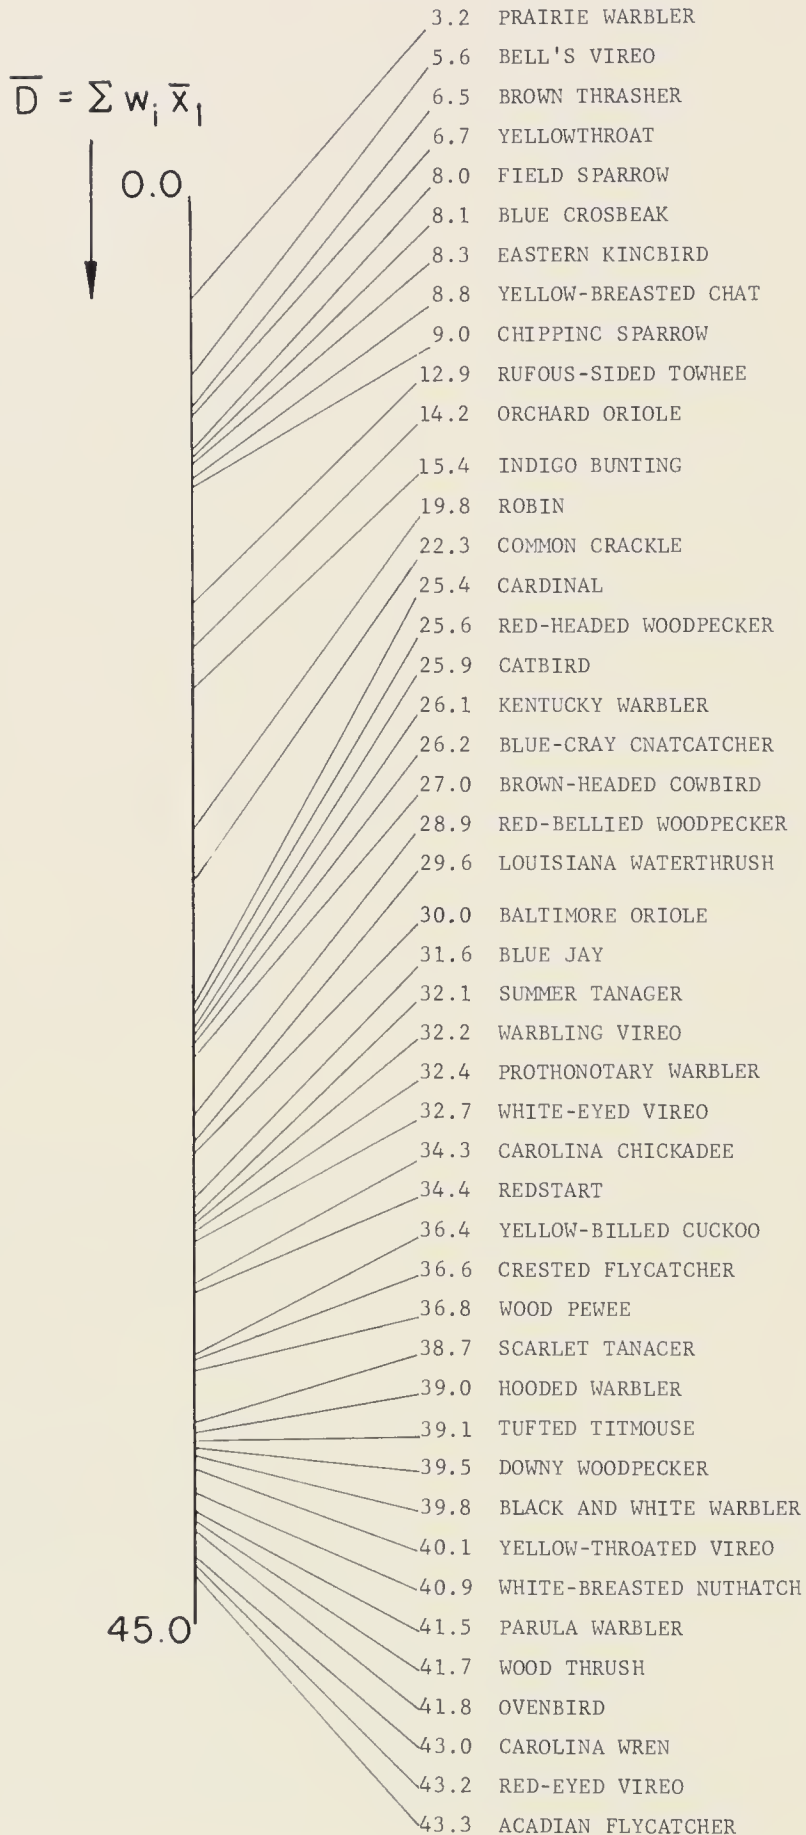 3.2 PRAIRIE WARBLER
5.6 BELL'S VIREO
D̅ = Σ wᵢ x̅ᵢ
6.5 BROWN THRASHER
6.7 YELLOWTHROAT
0.0
8.0 FIELD SPARROW
8.1 BLUE CROSBEAK
8.3 EASTERN KINCBIRD
8.8 YELLOW-BREASTED CHAT
9.0 CHIPPINC SPARROW
12.9 RUFOUS-SIDED TOWHEE
14.2 ORCHARD ORIOLE
15.4 INDIGO BUNTING
19.8 ROBIN
22.3 COMMON CRACKLE
25.4 CARDINAL
25.6 RED-HEADED WOODPECKER
25.9 CATBIRD
26.1 KENTUCKY WARBLER
26.2 BLUE-CRAY CNATCATCHER
27.0 BROWN-HEADED COWBIRD
28.9 RED-BELLIED WOODPECKER
29.6 LOUISIANA WATERTHRUSH
30.0 BALTIMORE ORIOLE
31.6 BLUE JAY
32.1 SUMMER TANAGER
32.2 WARBLING VIREO
32.4 PROTHONOTARY WARBLER
32.7 WHITE-EYED VIREO
34.3 CAROLINA CHICKADEE
34.4 REDSTART
36.4 YELLOW-BILLED CUCKOO
36.6 CRESTED FLYCATCHER
36.8 WOOD PEWEE
38.7 SCARLET TANACER
39.0 HOODED WARBLER
39.1 TUFTED TITMOUSE
39.5 DOWNY WOODPECKER
39.8 BLACK AND WHITE WARBLER
40.1 YELLOW-THROATED VIREO
40.9 WHITE-BREASTED NUTHATCH
45.0
41.5 PARULA WARBLER
41.7 WOOD THRUSH
41.8 OVENBIRD
43.0 CAROLINA WREN
43.2 RED-EYED VIREO
43.3 ACADIAN FLYCATCHER